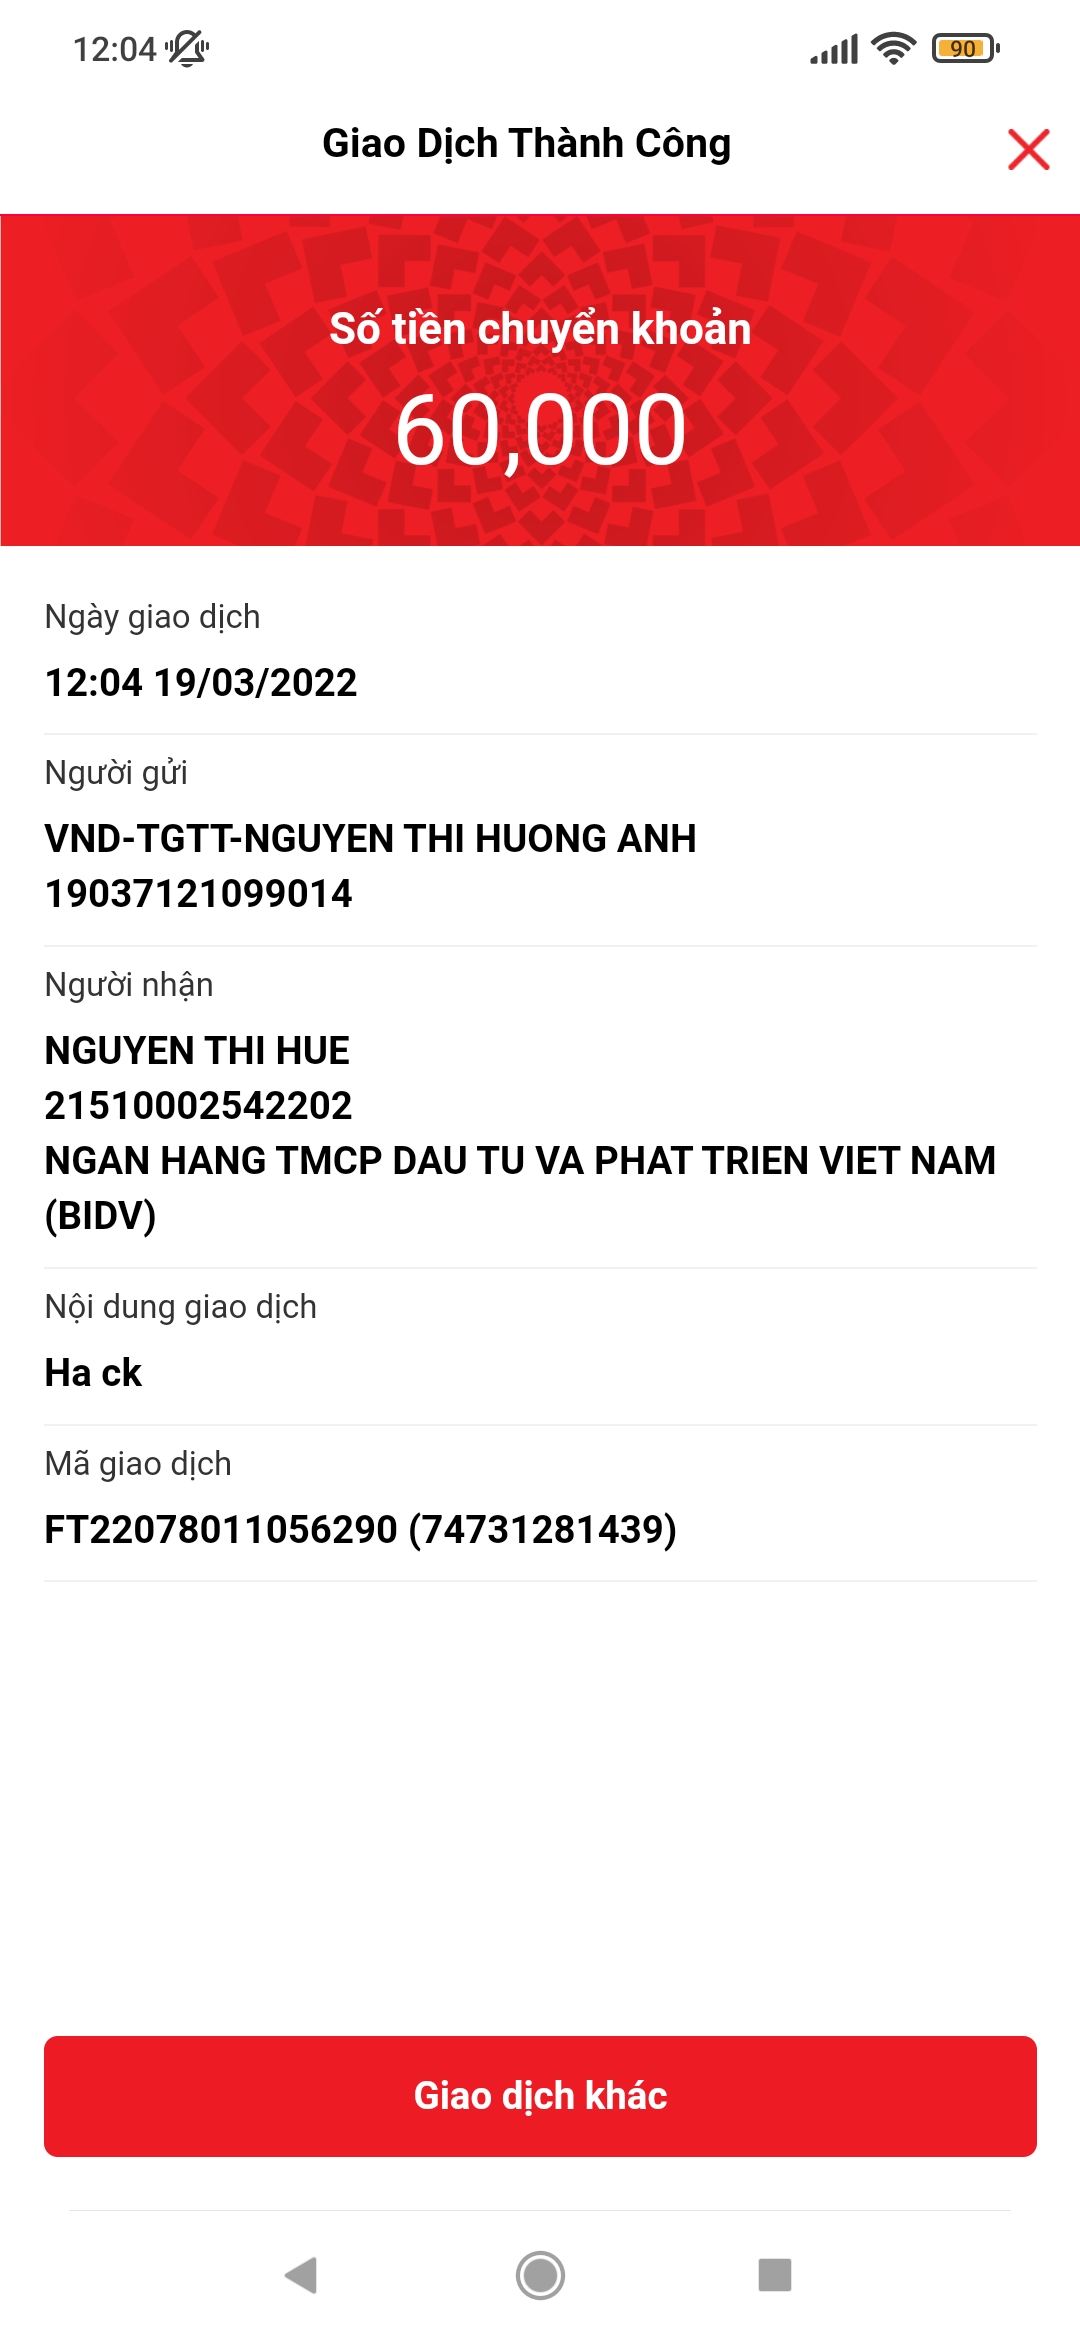 12:04
90
Giao Dịch Thành Công
Số tiền chuyển khoản
60,000
Ngày giao dịch
12:04 19/03/2022
Người gửi
VND-TGTT-NGUYEN THI HUONG ANH
19037121099014
Người nhận
NGUYEN THI HUE
21510002542202
NGAN HANG TMCP DAU TU VA PHAT TRIEN VIET NAM
(BIDV)
Nội dung giao dịch
Ha ck
Mã giao dịch
FT22078011056290 (74731281439)
Giao dịch khác